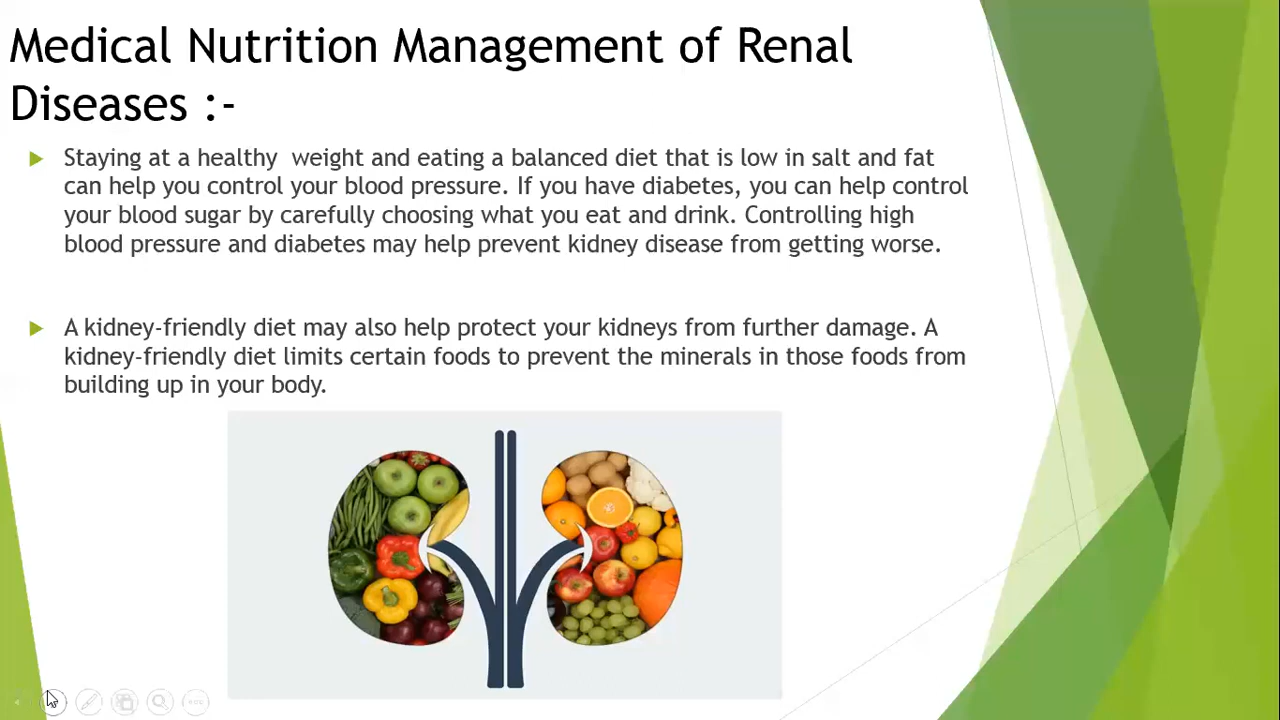 Medical Nutrition Management of Renal
Diseases :-
Staying at a healthy  weight and eating a balanced diet that is low in salt and fat
can help you control your blood pressure. If you have diabetes, you can help control
your blood sugar by carefully choosing what you eat and drink. Controlling high
blood pressure and diabetes may help prevent kidney disease from getting worse.
A kidney-friendly diet may also help protect your kidneys from further damage. A
kidney-friendly diet limits certain foods to prevent the minerals in those foods from
building up in your body.